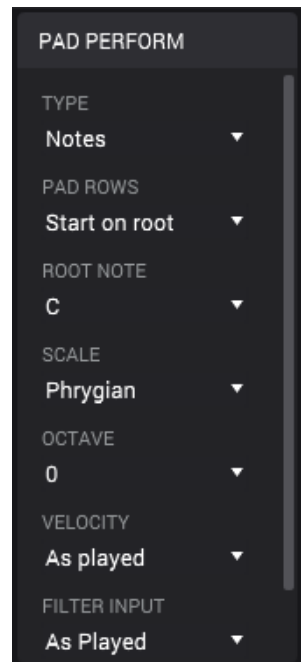 PAD PERFORM
TYPE
Notes
PAD ROWS
Start on root
ROOT NOTE
C
SCALE
Phrygian
OCTAVE
0
VELOCITY
As played
FILTER INPUT
As Played